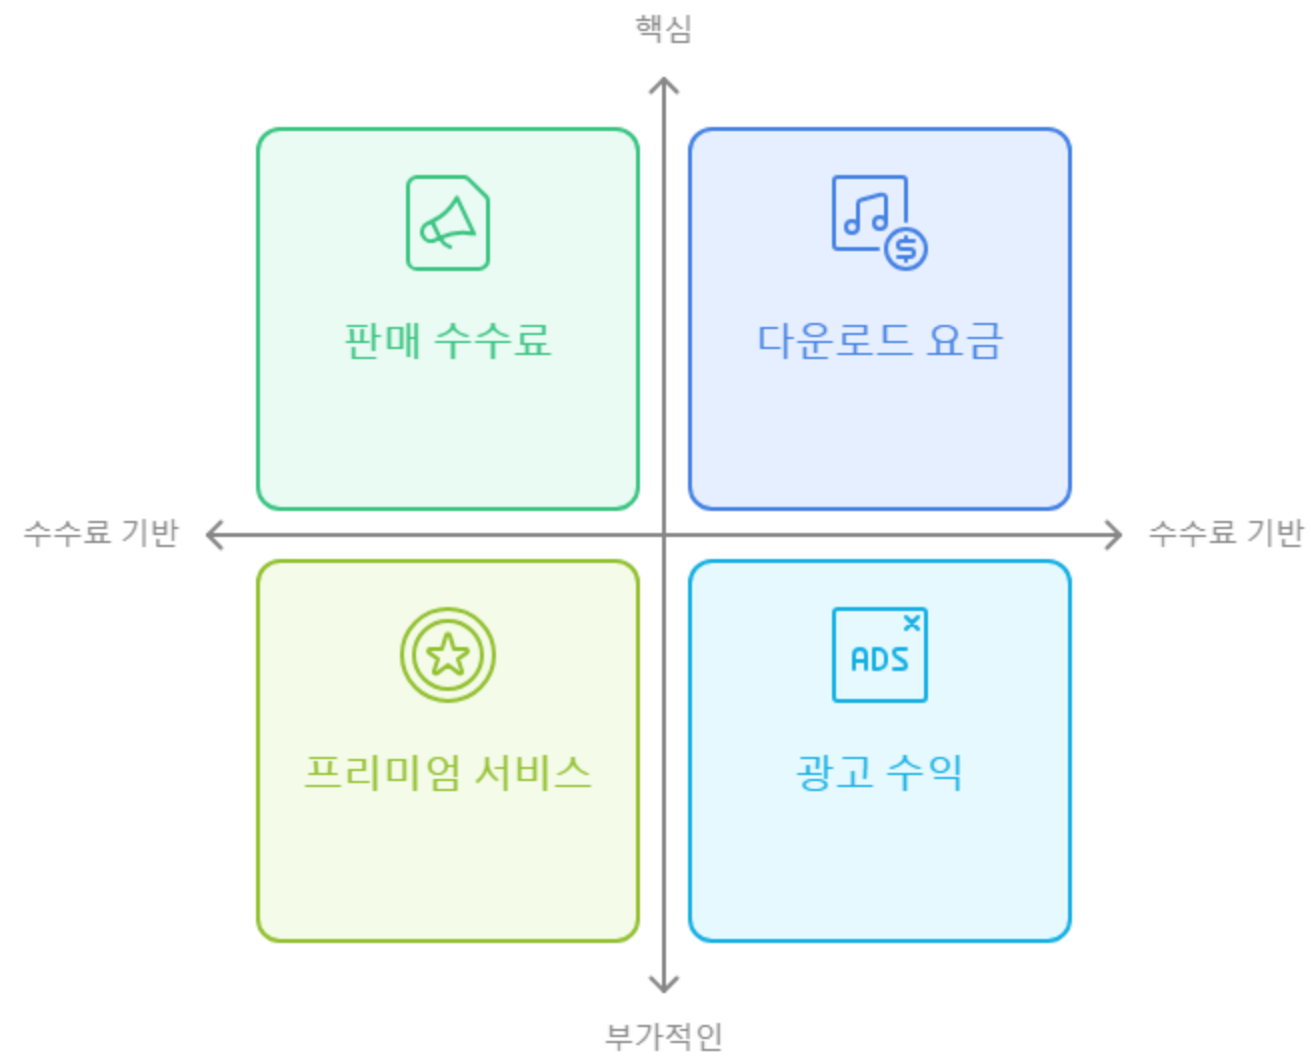 핵심
판매 수수료
다운로드 요금
수수료 기반
수수료 기반
ADS
프리미엄 서비스
광고 수익
부가적인